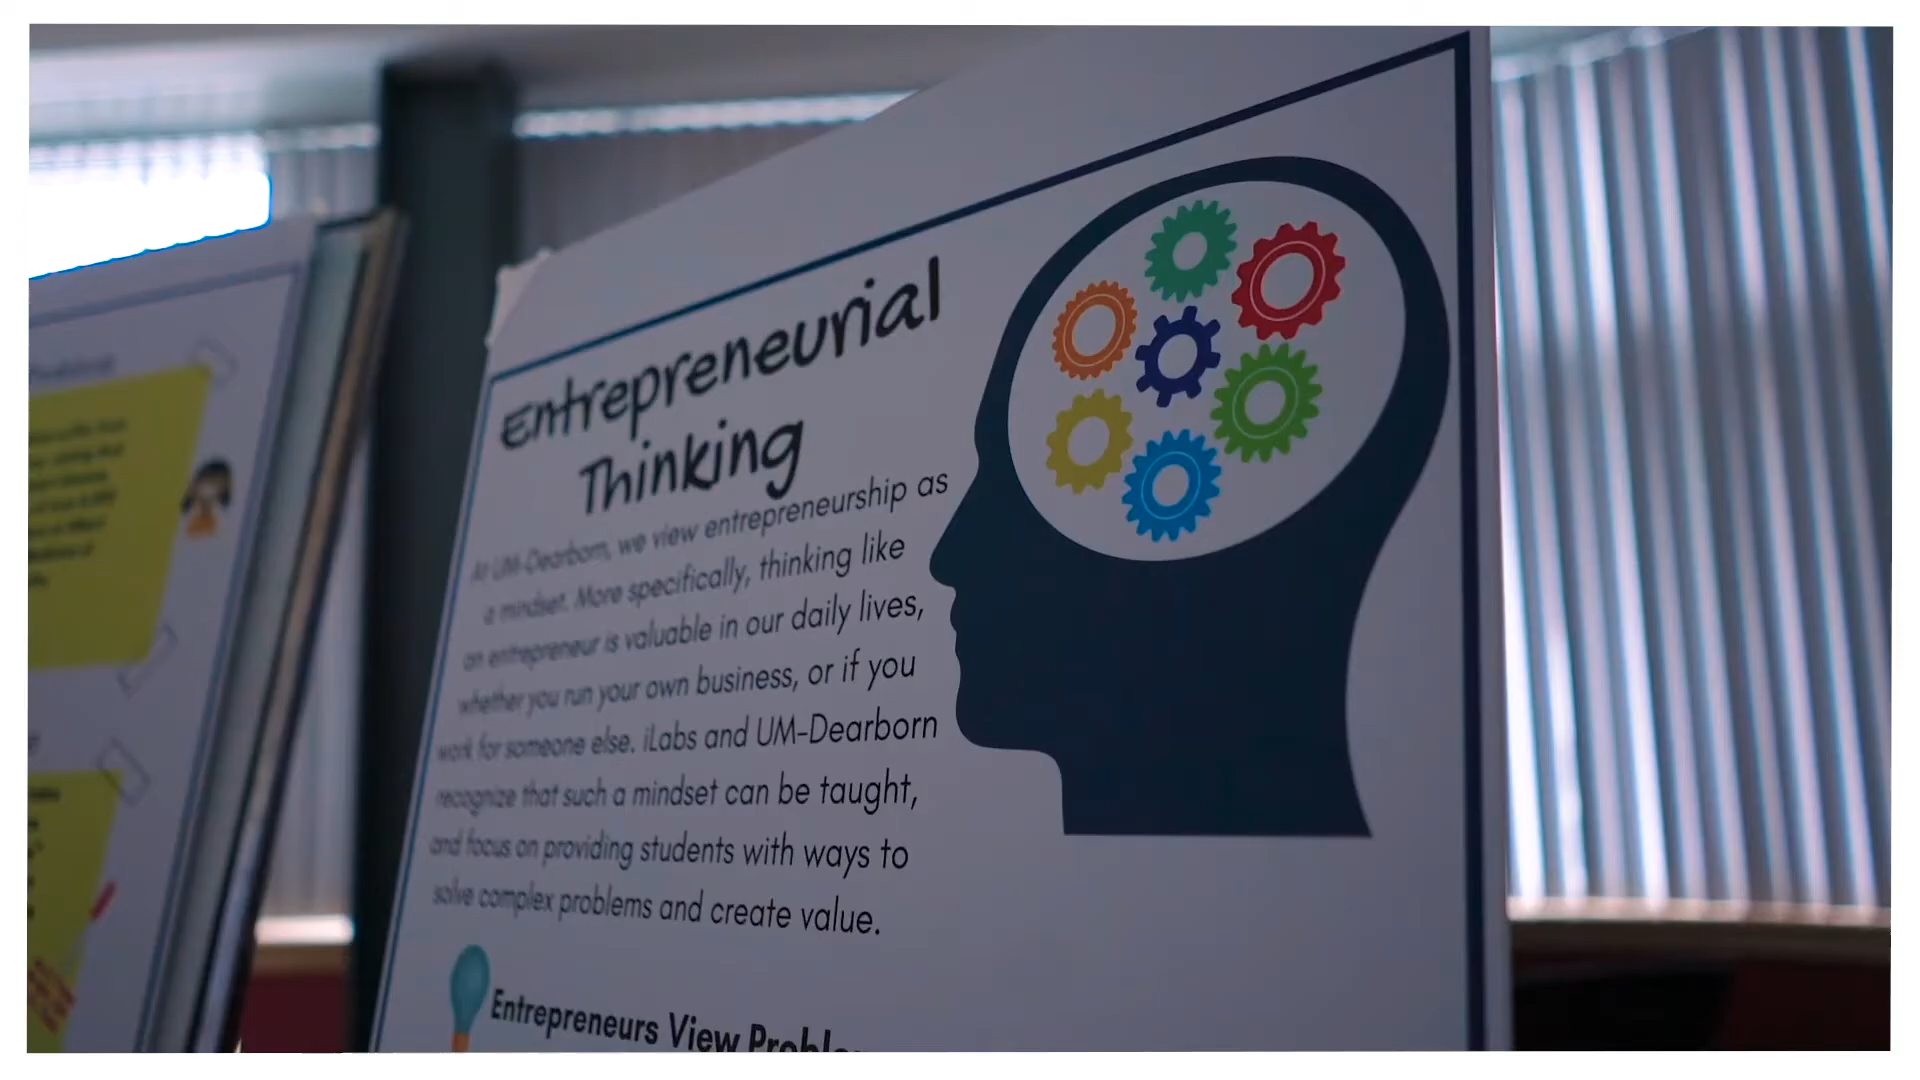 Entrepreneurial
Thinking
At UM-Dearborn, we view entrepreneurship as
a mindset. More specifically, thinking like
an entrepreneur is valuable in our daily lives,
whether you run your own business, or if you
work for someone else. iLabs and UM-Dearborn
recognize that such a mindset can be taught,
and focus on providing students with ways to
solve complex problems and create value.
Entrepreneurs View